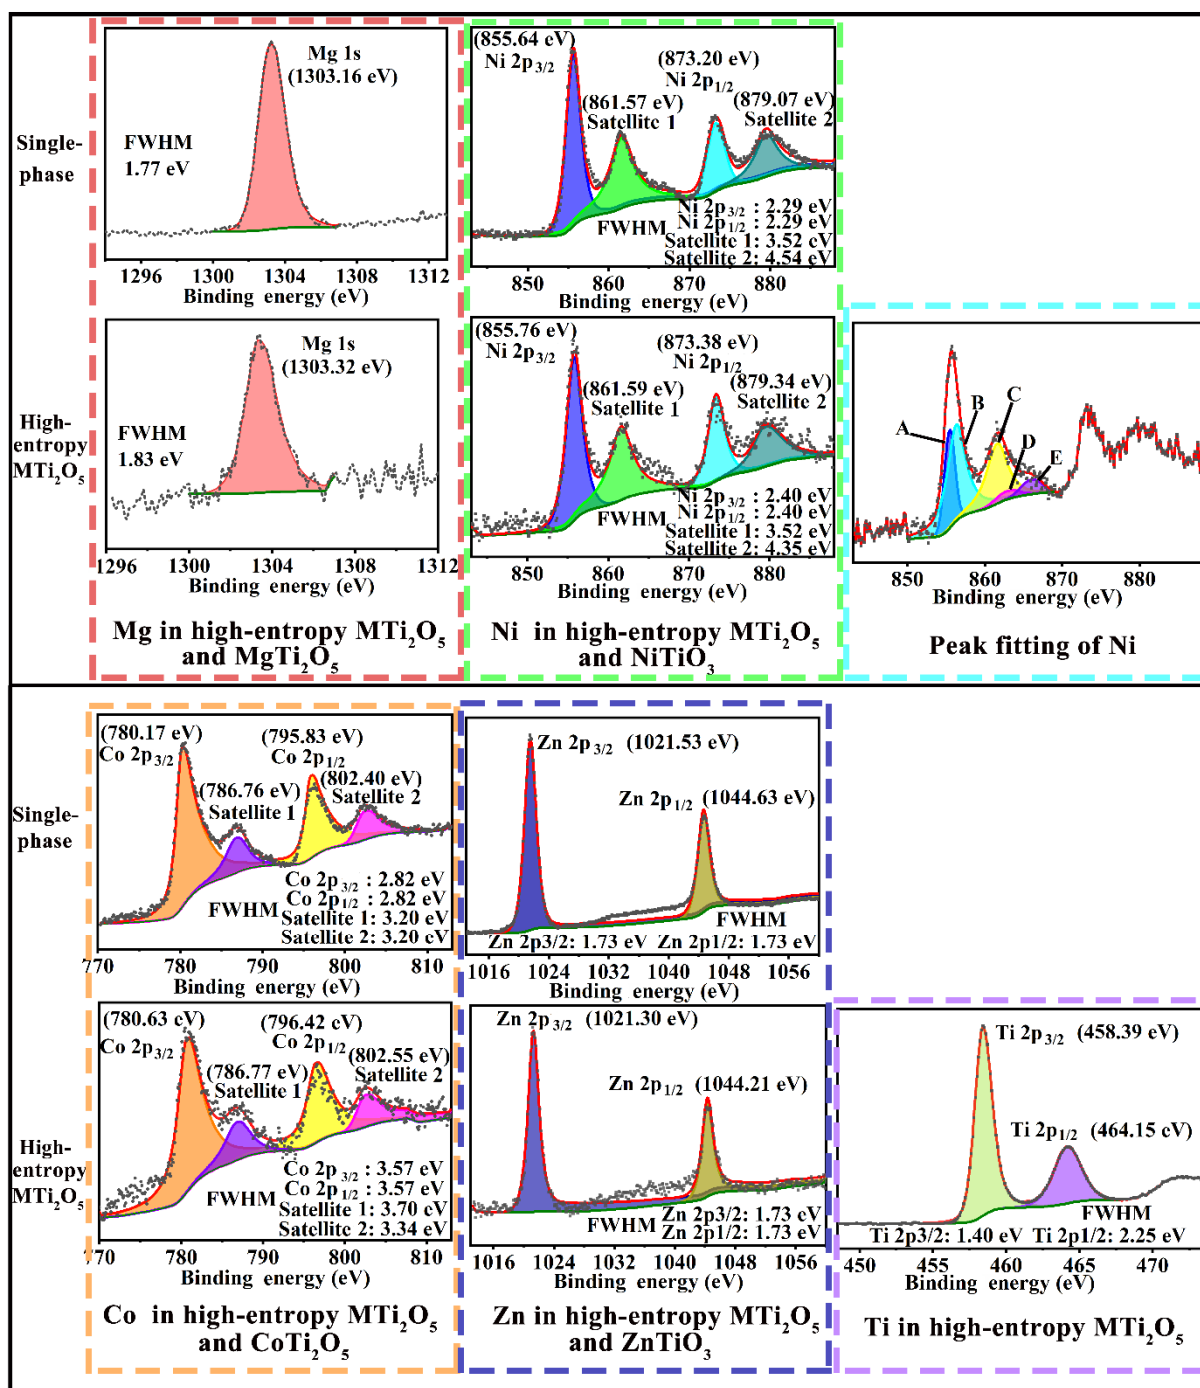 Single-
phase
Mg 1s
(1303.16 eV)
FWHM
1.77 eV
1296 1300 1304 1308 1312
Binding energy (eV)
(855.64 eV)
Ni 2p3/2
(861.57 eV)
Satellite 1
(873.20 eV)
Ni 2p1/2
(879.07 eV)
Satellite 2
FWHM
Ni 2p3/2 : 2.29 eV
Ni 2p1/2 : 2.29 eV
Satellite 1: 3.52 eV
Satellite 2: 4.54 eV
850 860 870 880
Binding energy (eV)
High-
entropy
MTi2O5
Mg 1s
(1303.32 eV)
FWHM
1.83 eV
1296 1300 1304 1308 1312
Binding energy (eV)
(855.76 eV)
Ni 2p3/2
(861.59 eV)
Satellite 1
(873.38 eV)
Ni 2p1/2
(879.34 eV)
Satellite 2
FWHM
Ni 2p3/2 : 2.40 eV
Ni 2p1/2 : 2.40 eV
Satellite 1: 3.52 eV
Satellite 2: 4.35 eV
850 860 870 880
Binding energy (eV)
A
B
C
D
E
850 860 870 880
Binding energy (eV)
Mg in high-entropy MTi2O5
and MgTi2O5
Ni in high-entropy MTi2O5
and NiTiO3
Peak fitting of Ni
Single-
phase
(780.17 eV)
Co 2p3/2
(786.76 eV)
Satellite 1
(795.83 eV)
Co 2p1/2
(802.40 eV)
Satellite 2
FWHM
Co 2p3/2 : 2.82 eV
Co 2p1/2 : 2.82 eV
Satellite 1: 3.20 eV
Satellite 2: 3.20 eV
770 780 790 800 810
Binding energy (eV)
Zn 2p3/2 (1021.53 eV)
Zn 2p1/2 (1044.63 eV)
FWHM
Zn 2p3/2: 1.73 eV Zn 2p1/2: 1.73 eV
1016 1024 1032 1040 1048 1056
Binding energy (eV)
High-
entropy
MTi2O5
(780.63 eV)
Co 2p3/2
(786.77 eV)
Satellite 1
(796.42 eV)
Co 2p1/2
(802.55 eV)
Satellite 2
FWHM
Co 2p3/2 : 3.57 eV
Co 2p1/2 : 3.57 eV
Satellite 1: 3.70 eV
Satellite 2: 3.34 eV
770 780 790 800 810
Binding energy (eV)
Zn 2p3/2 (1021.30 eV)
Zn 2p1/2 (1044.21 eV)
FWHM
Zn 2p3/2: 1.73 eV
Zn 2p1/2: 1.73 eV
1016 1024 1032 1040 1048 1056
Binding energy (eV)
Ti 2p3/2 (458.39 eV)
Ti 2p1/2 (464.15 eV)
FWHM
Ti 2p3/2: 1.40 eV Ti 2p1/2: 2.25 eV
450 455 460 465 470
Binding energy (eV)
Co in high-entropy MTi2O5
and CoTi2O5
Zn in high-entropy MTi2O5
and ZnTiO3
Ti in high-entropy MTi2O5